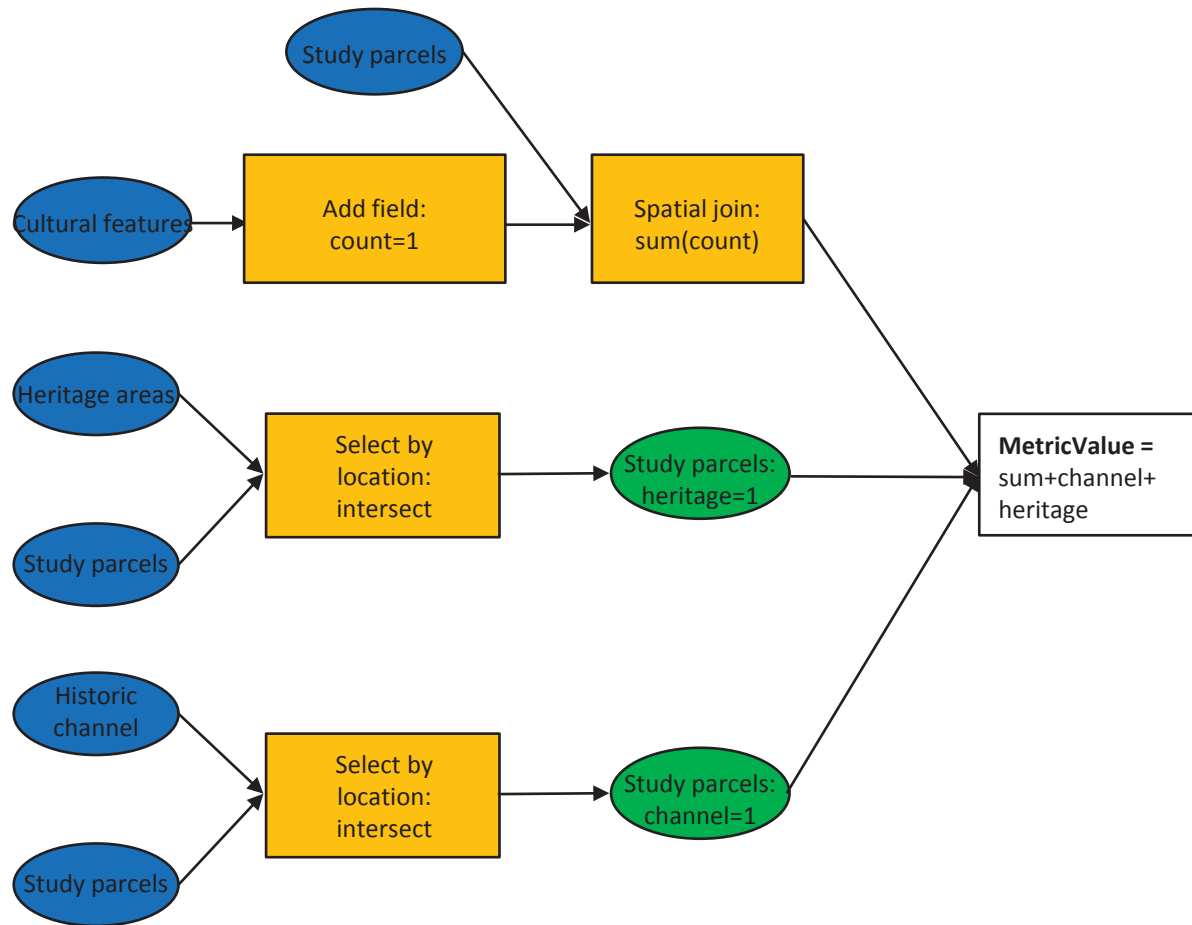 Study parcels
Cultural features
Add field:
count=1
Spatial join:
sum(count)
Heritage areas
Select by
location:
intersect
Study parcels:
heritage=1
MetricValue =
sum+channel+
heritage
Study parcels
Historic
channel
Select by
location:
intersect
Study parcels:
channel=1
Study parcels